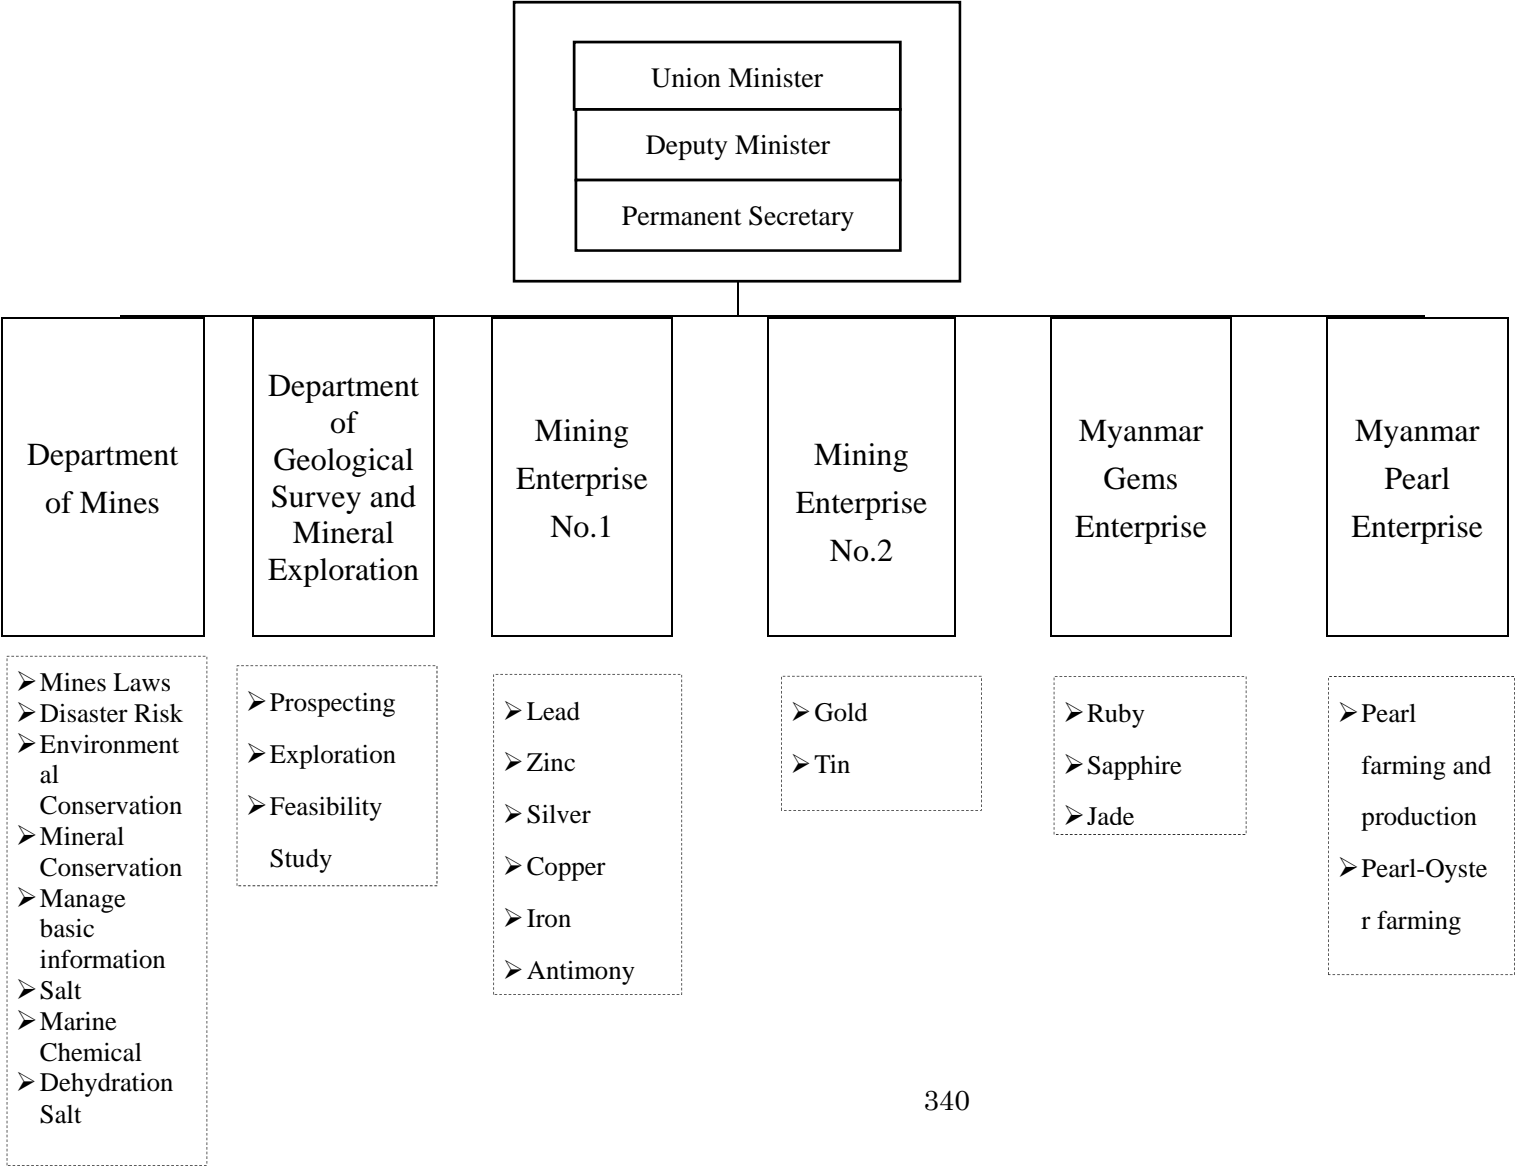 Union Minister
Deputy Minister
Permanent Secretary
Department
of Mines
Department
of
Geological
Survey and
Mineral
Exploration
Mining
Enterprise
No.1
Mining
Enterprise
No.2
Myanmar
Gems
Enterprise
Myanmar
Pearl
Enterprise
➢Mines Laws
➢Disaster Risk
➢Environment
al
Conservation
➢Mineral
Conservation
➢Manage
basic
information
➢Salt
➢Marine
Chemical
➢Dehydration
Salt
➢Prospecting
➢Exploration
➢Feasibility
Study
➢Lead
➢Zinc
➢Silver
➢Copper
➢Iron
➢Antimony
➢Gold
➢Tin
➢Ruby
➢Sapphire
➢Jade
➢Pearl
farming and
production
➢Pearl-Oyste
r farming
340